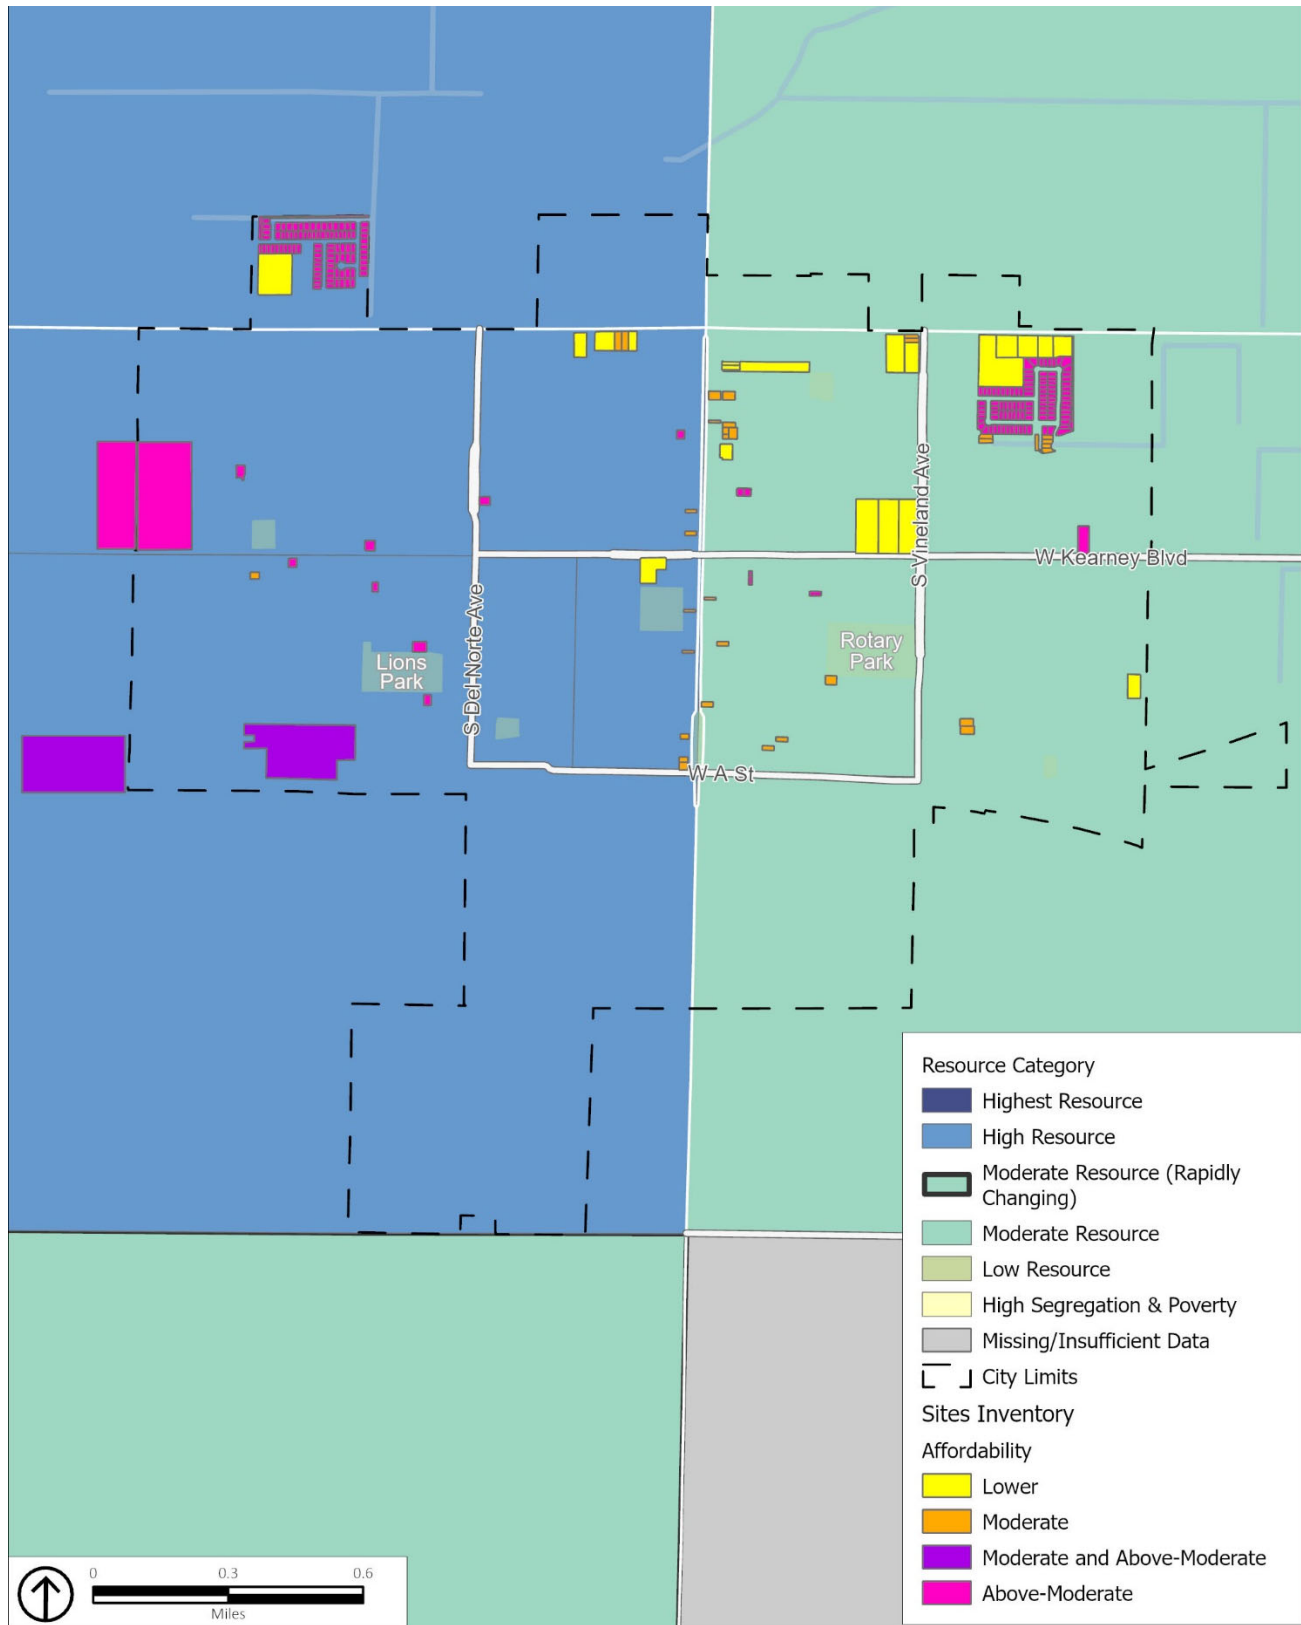 S Vineland Ave
W Kearney Blvd
S Del Norte Ave
Rotary
Park
Lions
Park
W A St
Resource Category
Highest Resource
High Resource
Moderate Resource (Rapidly
Changing)
Moderate Resource
Low Resource
High Segregation & Poverty
Missing/Insufficient Data
City Limits
Sites Inventory
Affordability
Lower
Moderate
Moderate and Above-Moderate
Above-Moderate
0 0.3 0.6
Miles